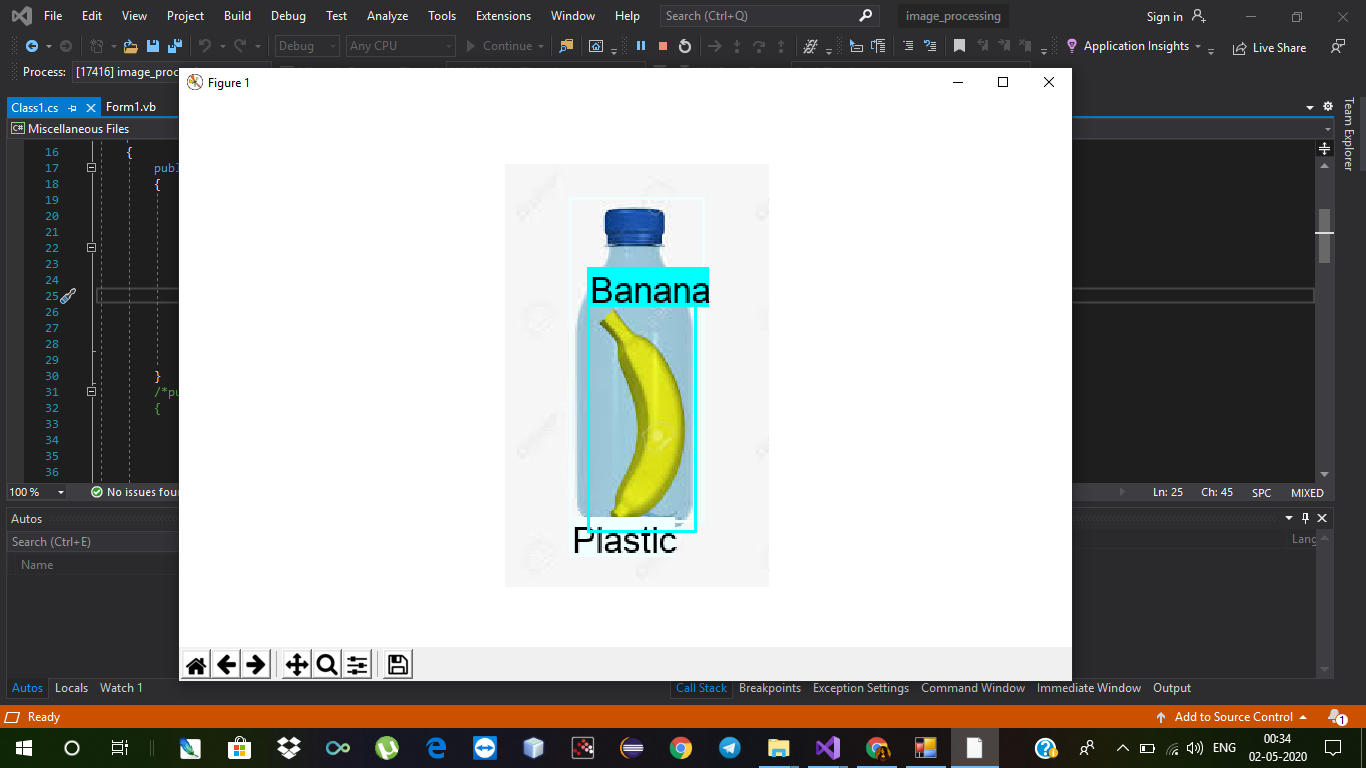 File Edit View Project Build Debug Test Analyze Tools Extensions Window Help Search (Ctrl+Q) image_processing Sign in
Debug Any CPU Continue Application Insights Live Share
Process: [17416] image_proc
Figure 1
Class1.cs Form1.vb
Miscellaneous Files
Team Explorer
16 {
17 publ
18 {
19
20
21
22
23
24
25
26
27
28
29
30 }
31 /*pu
32 {
33
34
35
36
Banana
Plastic
100 % No issues foun Ln: 25 Ch: 45 SPC MIXED
Autos
Search (Ctrl+E) Lang
Name
Autos Locals Watch 1 Call Stack Breakpoints Exception Settings Command Window Immediate Window Output
Ready Add to Source Control 1
ENG 00:34
02-05-2020